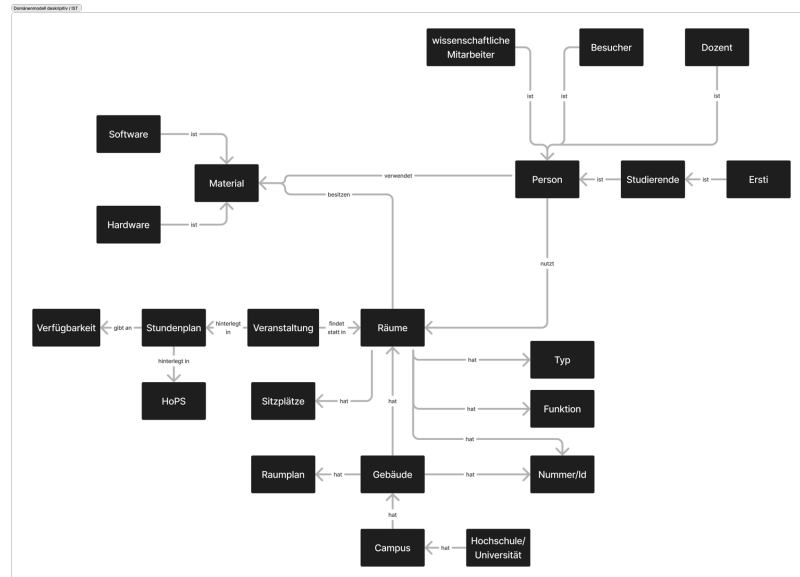 Domänenmodell deskriptiv / IST
wissenschaftliche
Mitarbeiter
Besucher
Dozent
ist
ist
ist
Software
ist
Material
verwendet
besitzen
Person
ist
Studierende
ist
Ersti
Hardware
ist
nutzt
Verfügbarkeit
gibt an
Stundenplan
hinterlegt
in
Veranstaltung
findet
statt in
Räume
hinterlegt in
HoPS
Sitzplätze
hat
hat
hat
Typ
hat
Funktion
hat
Raumplan
hat
Gebäude
hat
Nummer/Id
hat
Campus
hat
Hochschule/
Universität